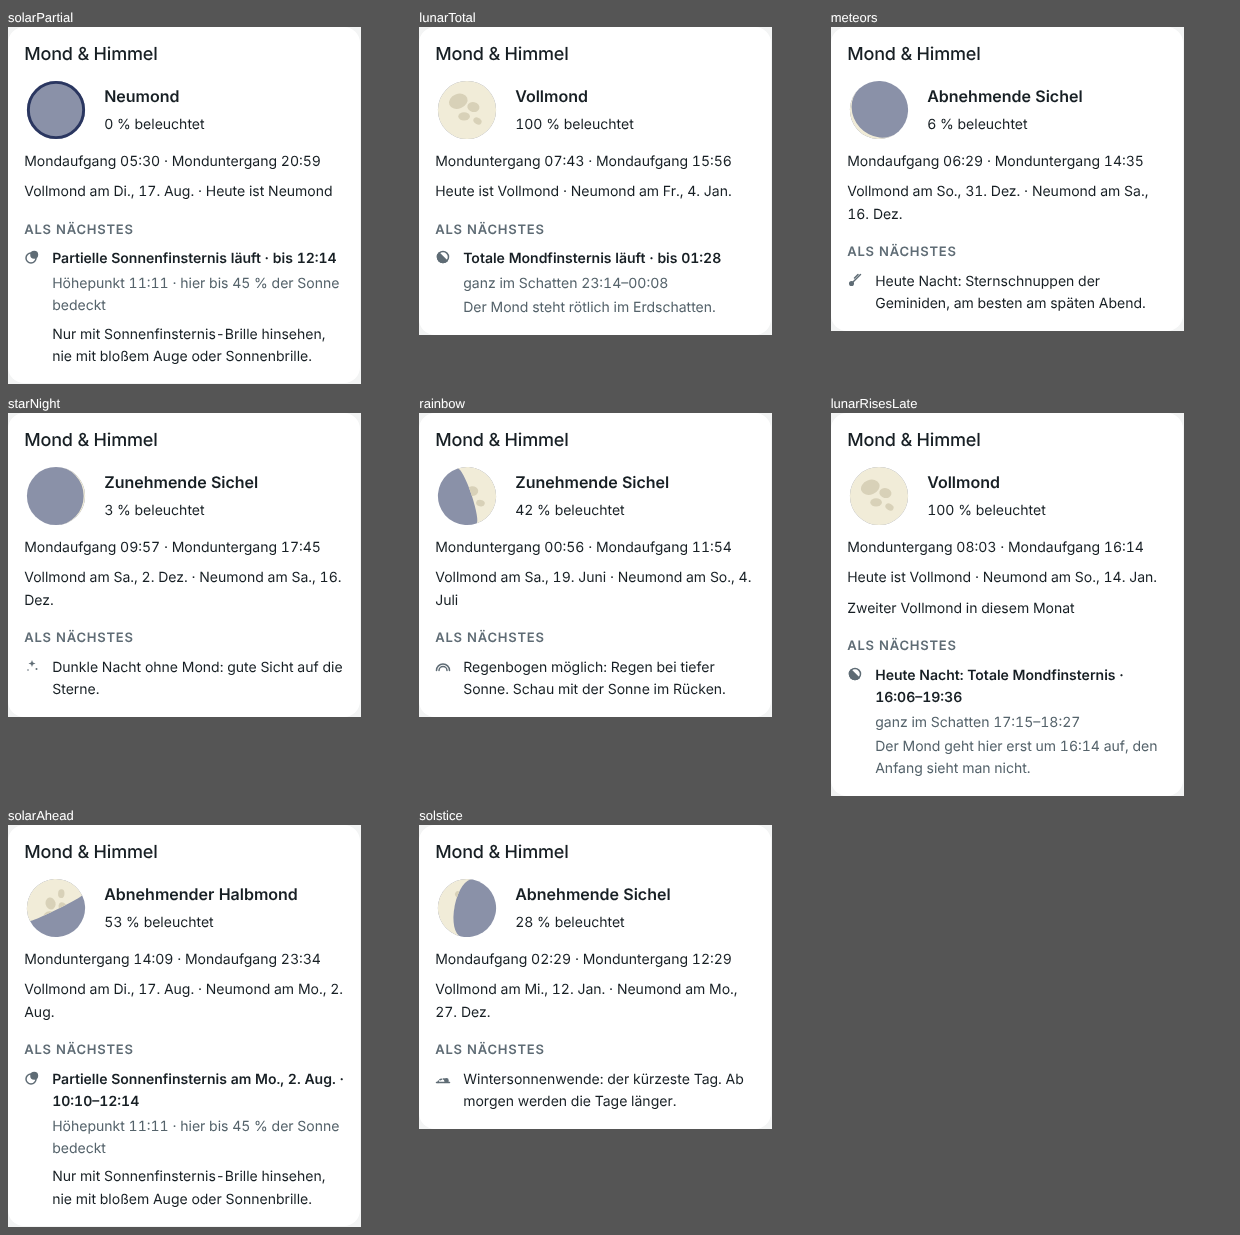 solarPartial
Mond & Himmel
Neumond
0 % beleuchtet
Mondaufgang 05:30 · Monduntergang 20:59
Vollmond am Di., 17. Aug. · Heute ist Neumond
ALS NÄCHSTES
Partielle Sonnenfinsternis läuft · bis 12:14
Höhepunkt 11:11 · hier bis 45 % der Sonne
bedeckt
Nur mit Sonnenfinsternis-Brille hinsehen,
nie mit bloßem Auge oder Sonnenbrille.
lunarTotal
Mond & Himmel
Vollmond
100 % beleuchtet
Monduntergang 07:43 · Mondaufgang 15:56
Heute ist Vollmond · Neumond am Fr., 4. Jan.
ALS NÄCHSTES
Totale Mondfinsternis läuft · bis 01:28
ganz im Schatten 23:14–00:08
Der Mond steht rötlich im Erdschatten.
meteors
Mond & Himmel
Abnehmende Sichel
6 % beleuchtet
Mondaufgang 06:29 · Monduntergang 14:35
Vollmond am So., 31. Dez. · Neumond am Sa.,
16. Dez.
ALS NÄCHSTES
Heute Nacht: Sternschnuppen der
Geminiden, am besten am späten Abend.
starNight
Mond & Himmel
Zunehmende Sichel
3 % beleuchtet
Mondaufgang 09:57 · Monduntergang 17:45
Vollmond am Sa., 2. Dez. · Neumond am Sa., 16.
Dez.
ALS NÄCHSTES
Dunkle Nacht ohne Mond: gute Sicht auf die
Sterne.
rainbow
Mond & Himmel
Zunehmende Sichel
42 % beleuchtet
Monduntergang 00:56 · Mondaufgang 11:54
Vollmond am Sa., 19. Juni · Neumond am So., 4.
Juli
ALS NÄCHSTES
Regenbogen möglich: Regen bei tiefer
Sonne. Schau mit der Sonne im Rücken.
lunarRisesLate
Mond & Himmel
Vollmond
100 % beleuchtet
Monduntergang 08:03 · Mondaufgang 16:14
Heute ist Vollmond · Neumond am So., 14. Jan.
Zweiter Vollmond in diesem Monat
ALS NÄCHSTES
Heute Nacht: Totale Mondfinsternis ·
16:06–19:36
ganz im Schatten 17:15–18:27
Der Mond geht hier erst um 16:14 auf, den
Anfang sieht man nicht.
solarAhead
Mond & Himmel
Abnehmender Halbmond
53 % beleuchtet
Monduntergang 14:09 · Mondaufgang 23:34
Vollmond am Di., 17. Aug. · Neumond am Mo., 2.
Aug.
ALS NÄCHSTES
Partielle Sonnenfinsternis am Mo., 2. Aug. ·
10:10–12:14
Höhepunkt 11:11 · hier bis 45 % der Sonne
bedeckt
Nur mit Sonnenfinsternis-Brille hinsehen,
nie mit bloßem Auge oder Sonnenbrille.
solstice
Mond & Himmel
Abnehmende Sichel
28 % beleuchtet
Mondaufgang 02:29 · Monduntergang 12:29
Vollmond am Mi., 12. Jan. · Neumond am Mo.,
27. Dez.
ALS NÄCHSTES
Wintersonnenwende: der kürzeste Tag. Ab
morgen werden die Tage länger.